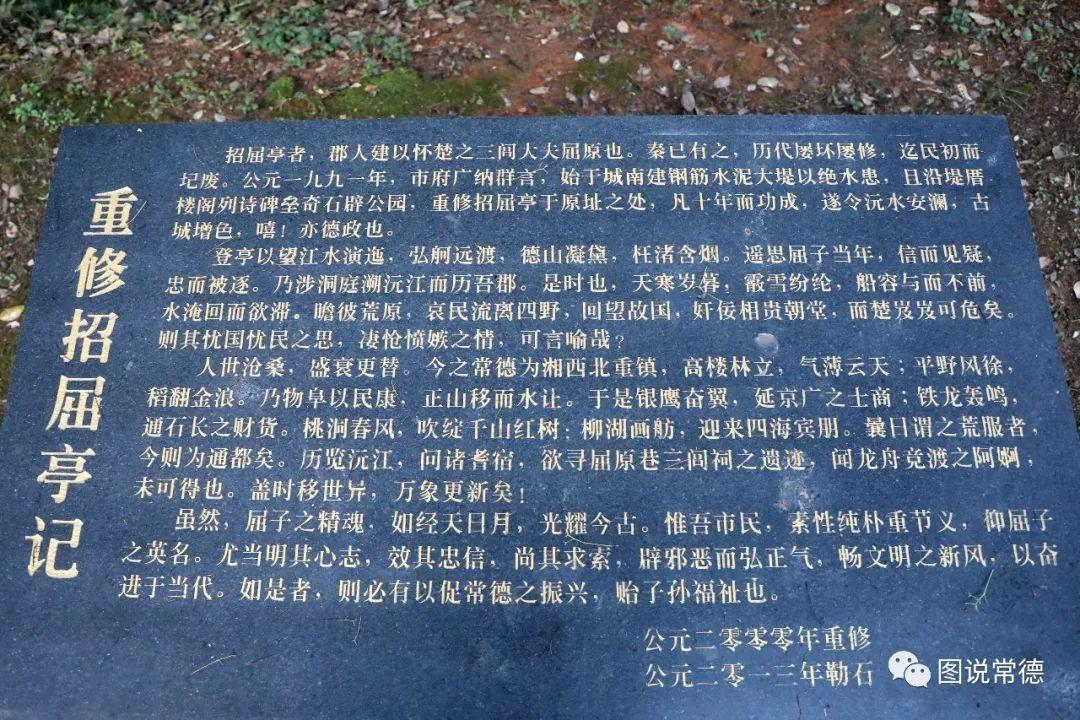 重修招屈亭记
招屈亭者，郡人建以怀楚之三闾大夫屈原也。秦已有之，历代屡坏屡修，迄民初而
圮废。公元一九九一年，市府广纳群言，始于城南建钢筋水泥大堤以绝水患，且沿堤厝
楼阁列诗碑垒奇石辟公园，重修招屈亭于原址之处，凡十年而功成，遂令沅水安澜，古
城增色，嘻！亦德政也。
登亭以望江水演迤，弘舸远渡，德山凝黛，枉渚含烟。遥思屈子当年，信而见疑，
忠而被逐。乃涉洞庭溯沅江而历吾郡。是时也，天寒岁暮，霰雪纷纶，船容与而不前，
水淹回而欲滞。瞻彼荒原，哀民流离四野，回望故国，奸佞相贵朝堂，而楚岌岌可危矣。
则其忧国忧民之思，凄怆愤嫉之情，可言喻哉？
人世沧桑，盛衰更替。今之常德为湘西北重镇，高楼林立，气薄云天；平野风徐，
稻翻金浪。乃物阜以民康，正山移而水让。于是银鹰奋翼，延京广之士商；铁龙轰鸣，
通石长之财货。桃洞春风，吹绽千山红树；柳湖画舫，迎来四海宾朋。曩日谓之荒服者，
今则为通都矣。历览沅江，问诸耆宿，欲寻屈原巷三闾祠之遗迹，闻龙舟竞渡之阿婀，
未可得也。盖时移世异，万象更新矣！
虽然，屈子之精魂，如经天日月，光耀今古。惟吾市民，素性纯朴重节义，仰屈子
之英名。尤当明其心志，效其忠信，尚其求索，辟邪恶而弘正气，畅文明之新风，以奋
进于当代。如是者，则必有以促常德之振兴，贻子孙福祉也。
公元二零零零年重修
公元二零一三年勒石
图说常德